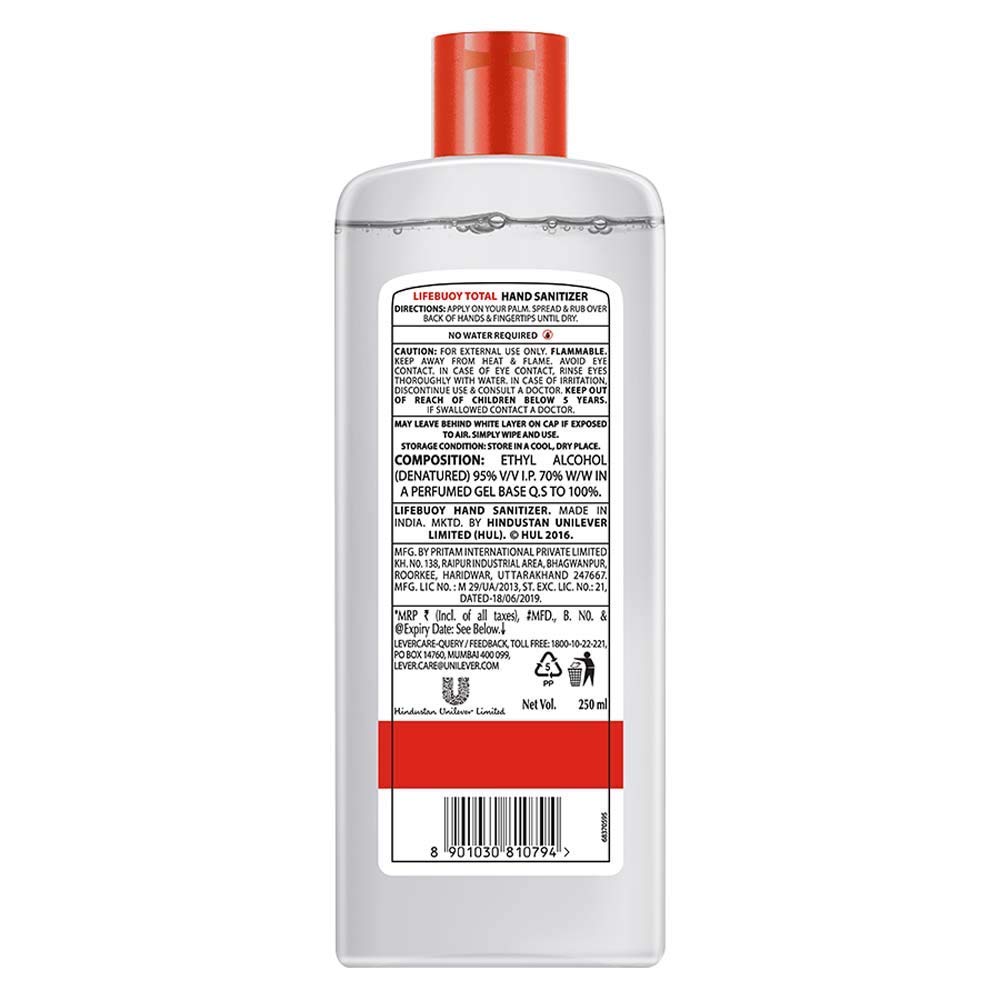 LIFEBUOY TOTAL HAND SANITIZER
DIRECTIONS: APPLY ON YOUR PALM. SPREAD & RUB OVER
BACK OF HANDS & FINGERTIPS UNTIL DRY.
NO WATER REQUIRED
CAUTION: FOR EXTERNAL USE ONLY. FLAMMABLE.
KEEP AWAY FROM HEAT & FLAME. AVOID EYE
CONTACT. IN CASE OF EYE CONTACT, RINSE EYES
THOROUGHLY WITH WATER. IN CASE OF IRRITATION,
DISCONTINUE USE & CONSULT A DOCTOR. KEEP OUT
OF REACH OF CHILDREN BELOW 5 YEARS.
IF SWALLOWED CONTACT A DOCTOR.
MAY LEAVE BEHIND WHITE LAYER ON CAP IF EXPOSED
TO AIR. SIMPLY WIPE AND USE.
STORAGE CONDITION: STORE IN A COOL, DRY PLACE.
COMPOSITION: ETHYL ALCOHOL
(DENATURED) 95% V/V I.P. 70% W/W IN
A PERFUMED GEL BASE Q.S TO 100%.
LIFEBUOY HAND SANITIZER. MADE IN
INDIA. MKTD. BY HINDUSTAN UNILEVER
LIMITED (HUL). © HUL 2016.
MFG. BY PRITAM INTERNATIONAL PRIVATE LIMITED
KH. No. 138, RAIPUR INDUSTRIAL AREA, BHAGWANPUR,
ROORKEE, HARIDWAR, UTTARAKHAND 247667.
MFG. LIC No. : M 29/UA/2013, ST. EXC. LIC. No.: 21,
DATED-18/06/2019.
*MRP ₹ (Incl. of all taxes), #MFD., B. N0. &
@Expiry Date: See Below.↓
LEVERCARE-QUERY / FEEDBACK, TOLL FREE: 1800-10-22-221,
PO BOX 14760, MUMBAI 400 099,
LEVER.CARE@UNILEVER.COM
5
PP
Hindustan Unilever Limited
Net Vol. 250 ml
68370595
8 901030 810794 >